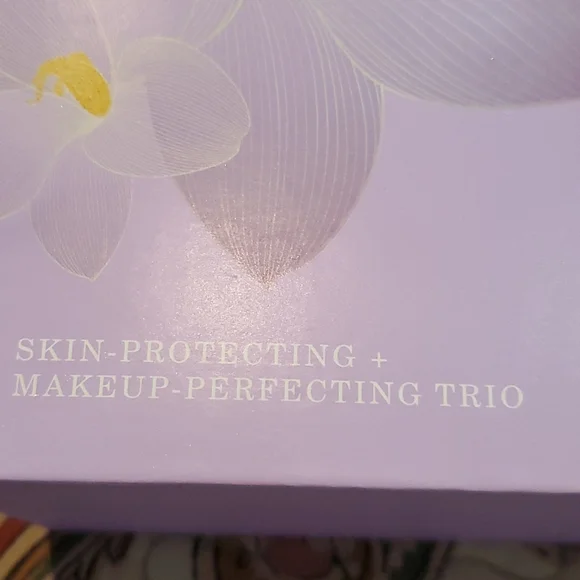 SKIN-PROTECTING +
MAKEUP-PERFECTING TRIO